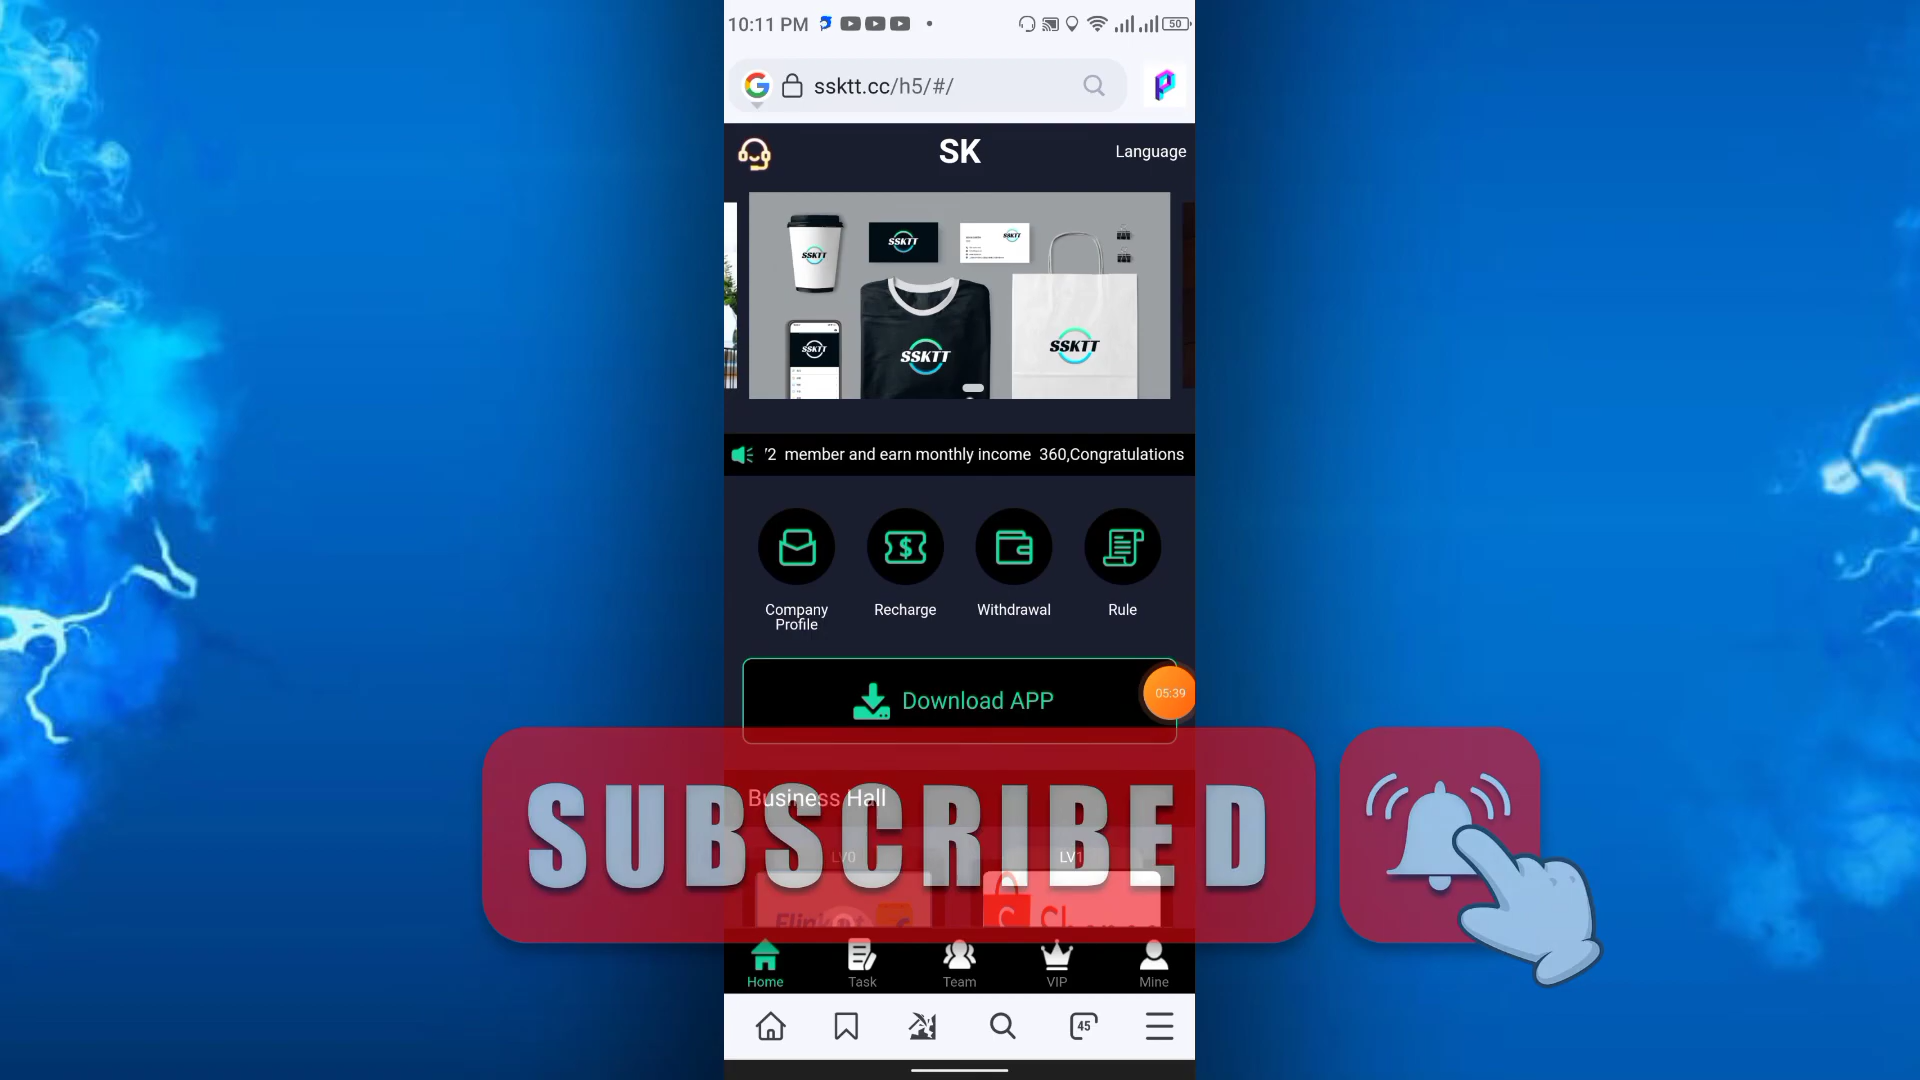 10:11 PM
50
ssktt.cc/h5/#/
SK
Language
SSKTT
SSKTT
SSKTT
SSKTT
SSKTT
SSKTT
member and earn monthly income 360,Congratulations
Company
Profile
Recharge
Withdrawal
Rule
Download APP
05:39
Business Hall
SUBSCRIBED
LV0
LV1
Home
Task
Team
VIP
Mine
45